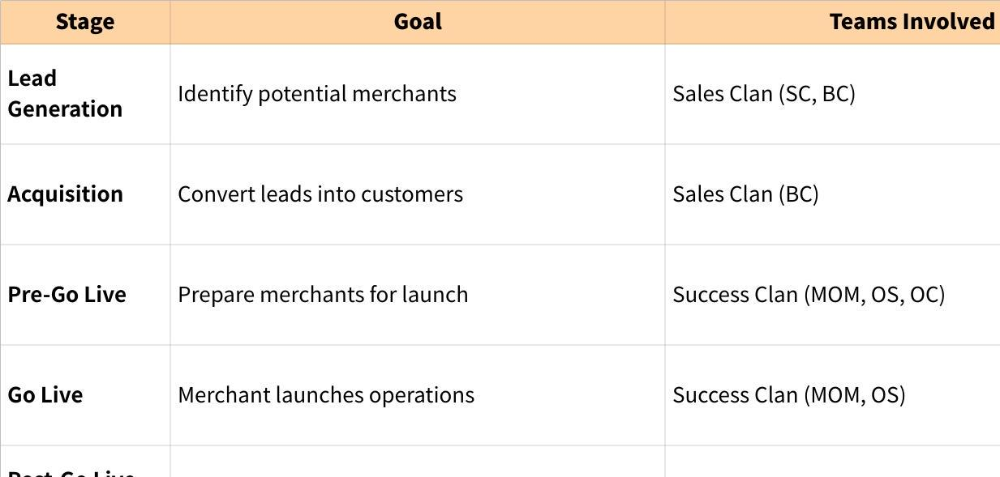 Stage Goal Teams Involved
Lead
Generation
Identify potential merchants
Sales Clan (SC, BC)
Acquisition
Convert leads into customers
Sales Clan (BC)
Pre-Go Live
Prepare merchants for launch
Success Clan (MOM, OS, OC)
Go Live
Merchant launches operations
Success Clan (MOM, OS)
Post-Go Live